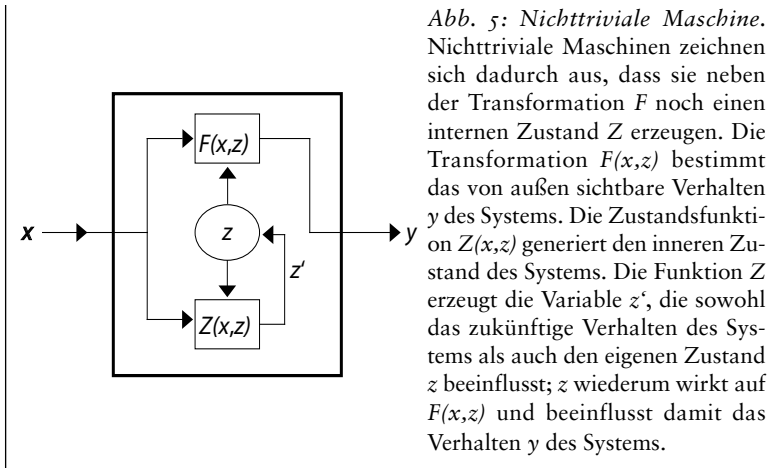 F(x,z)
x
z
y
z‘
Z(x,z)
Abb. 5: Nichttriviale Maschine.
Nichttriviale Maschinen zeichnen
sich dadurch aus, dass sie neben
der Transformation F noch einen
internen Zustand Z erzeugen. Die
Transformation F(x,z) bestimmt
das von außen sichtbare Verhalten
y des Systems. Die Zustandsfunkti-
on Z(x,z) generiert den inneren Zu-
stand des Systems. Die Funktion Z
erzeugt die Variable z‘, die sowohl
das zukünftige Verhalten des Sys-
tems als auch den eigenen Zustand
z beeinflusst; z wiederum wirkt auf
F(x,z) und beeinflusst damit das
Verhalten y des Systems.